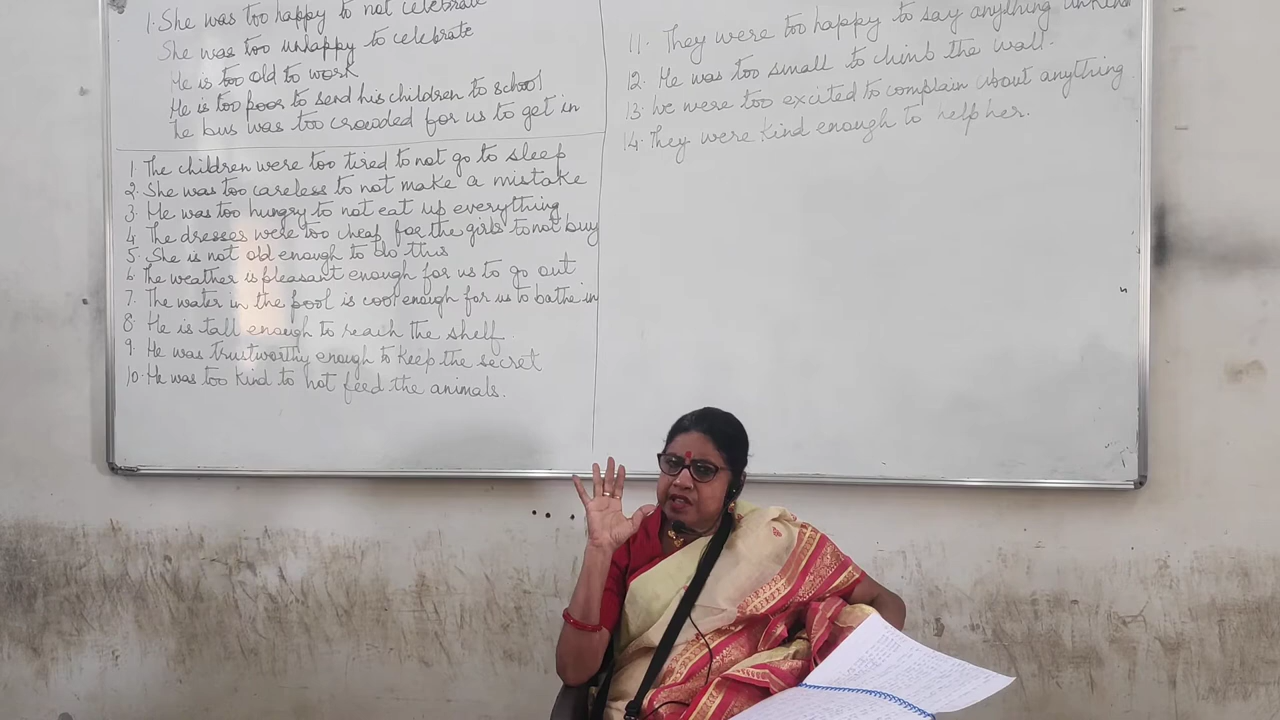 1. She was too happy to not celebrate
She was too unhappy to celebrate
He is too old to work
He is too poor to send his children to school
The bus was too crowded for us to get in
1 The children were too tired to not go to sleep
2. She was too careless to not make a mistake
3. He was too hungry to not eat up everything
4 The dresses were too cheap for the girls to not buy
5. She is not old enough to do this
6 The weather is pleasant enough for us to go out
7. The water in the pool is cool enough for us to bathe in
8 He is tall enough to reach the shelf.
9. He was trustworthy enough to keep the secret
10. He was too kind to not feed the animals.
11. They were too happy to say anything unkind
12. He was too small to climb the wall.
13. We were too excited to complain about anything.
14. They were kind enough to help her.